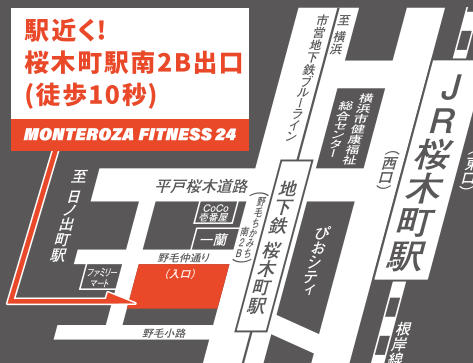 駅近く!
桜木町駅南2B出口
(徒歩10秒)
MONTEROZA FITNESS 24
至 横浜
市営地下鉄ブルーライン
横浜市健康福祉
総合センター
JR桜木町駅
(西口)
(東口)
至 日ノ出町駅
平戸桜木道路
CoCo
壱番屋
一蘭
(野毛ちかみち
南2B)
地下鉄 桜木町駅
ぴおシティ
野毛仲通り
ファミリー
マート
(入口)
野毛小路
根岸線